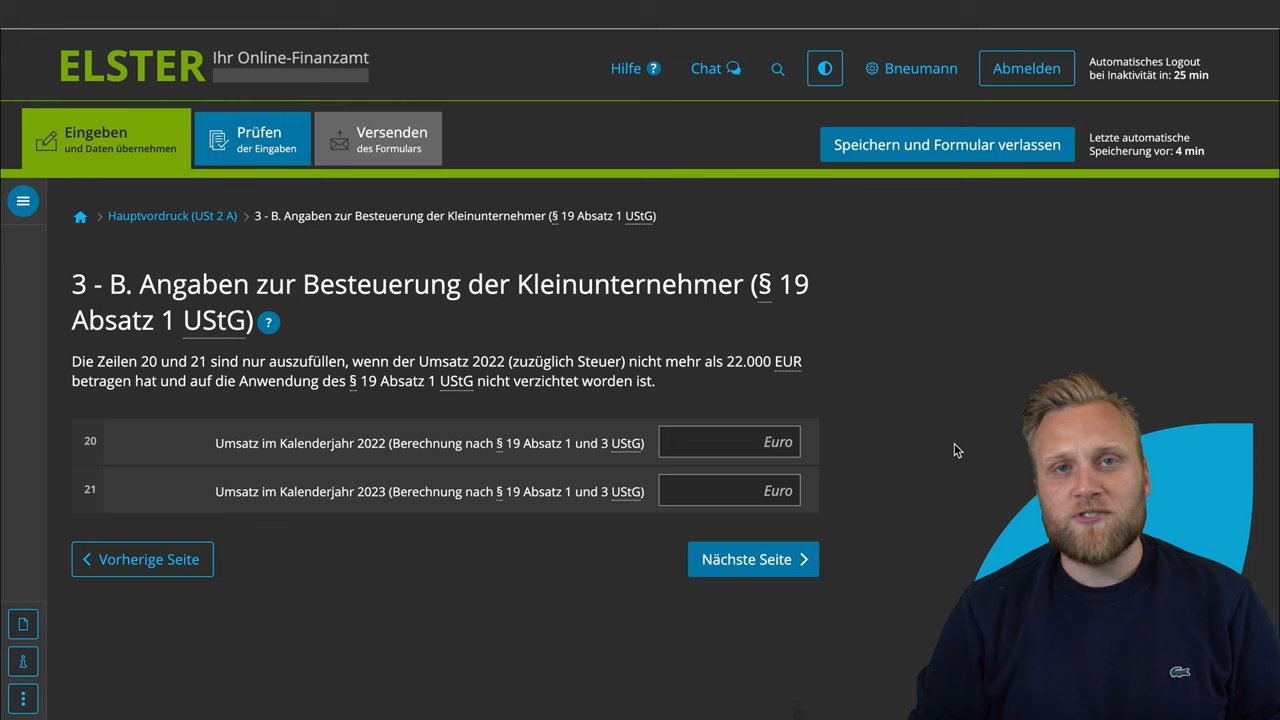 ELSTER Ihr Online-Finanzamt
Hilfe ?
Chat
Bneumann
Abmelden
Automatisches Logout
bei Inaktivität in: 25 min
Eingeben
und Daten übernehmen
Prüfen
der Eingaben
Versenden
des Formulars
Speichern und Formular verlassen
Letzte automatische
Speicherung vor: 4 min
Hauptvordruck (USt 2 A) > 3 - B. Angaben zur Besteuerung der Kleinunternehmer (§ 19 Absatz 1 UStG)
3 - B. Angaben zur Besteuerung der Kleinunternehmer (§ 19
Absatz 1 UStG) ?
Die Zeilen 20 und 21 sind nur auszufüllen, wenn der Umsatz 2022 (zuzüglich Steuer) nicht mehr als 22.000 EUR
betragen hat und auf die Anwendung des § 19 Absatz 1 UStG nicht verzichtet worden ist.
20 Umsatz im Kalenderjahr 2022 (Berechnung nach § 19 Absatz 1 und 3 UStG) Euro
21 Umsatz im Kalenderjahr 2023 (Berechnung nach § 19 Absatz 1 und 3 UStG) Euro
Vorherige Seite
Nächste Seite